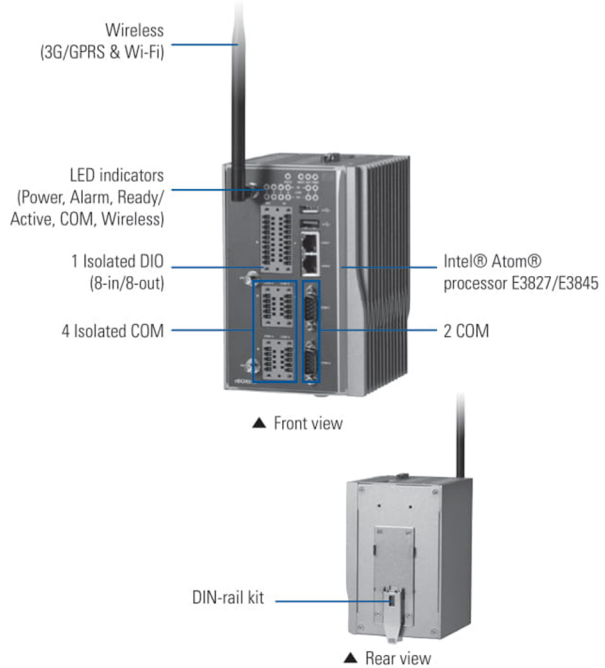 Wireless
(3G/GPRS & Wi-Fi)
LED indicators
(Power, Alarm, Ready/
Active, COM, Wireless)
1 Isolated DIO
(8-in/8-out)
4 Isolated COM
Intel® Atom®
processor E3827/E3845
2 COM
▲ Front view
DIN-rail kit
▲ Rear view